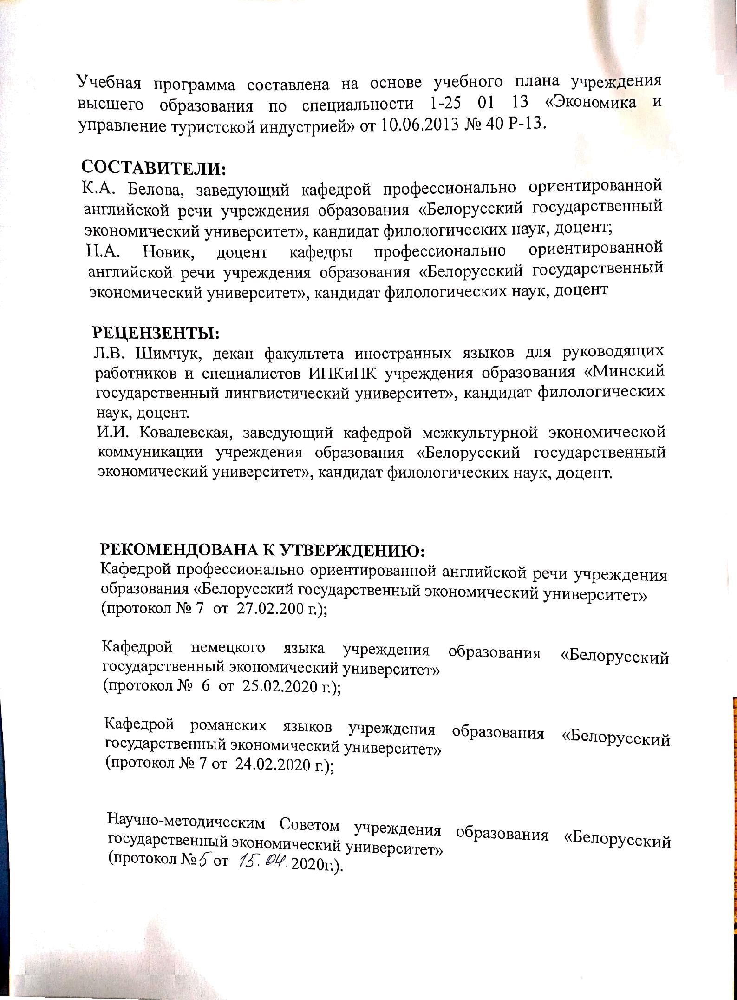 Учебная программа составлена на основе учебного плана учреждения
высшего образования по специальности 1-25 01 13 «Экономика и
управление туристской индустрией» от 10.06.2013 № 40 Р-13.
СОСТАВИТЕЛИ:
К.А. Белова, заведующий кафедрой профессионально ориентированной
английской речи учреждения образования «Белорусский государственный
экономический университет», кандидат филологических наук, доцент;
Н.А. Новик, доцент кафедры профессионально ориентированной
английской речи учреждения образования «Белорусский государственный
экономический университет», кандидат филологических наук, доцент
РЕЦЕНЗЕНТЫ:
Л.В. Шимчук, декан факультета иностранных языков для руководящих
работников и специалистов ИПКиПК учреждения образования «Минский
государственный лингвистический университет», кандидат филологических
наук, доцент.
И.И. Ковалевская, заведующий кафедрой межкультурной экономической
коммуникации учреждения образования «Белорусский государственный
экономический университет», кандидат филологических наук, доцент.
РЕКОМЕНДОВАНА К УТВЕРЖДЕНИЮ:
Кафедрой профессионально ориентированной английской речи учреждения
образования «Белорусский государственный экономический университет»
(протокол № 7 от 27.02.200 г.);
Кафедрой немецкого языка учреждения образования «Белорусский
государственный экономический университет»
(протокол № 6 от 25.02.2020 г.);
Кафедрой романских языков учреждения образования «Белорусский
государственный экономический университет»
(протокол № 7 от 24.02.2020 г.);
Научно-методическим Советом учреждения образования «Белорусский
государственный экономический университет»
(протокол № 5 от 15.04.2020г.).